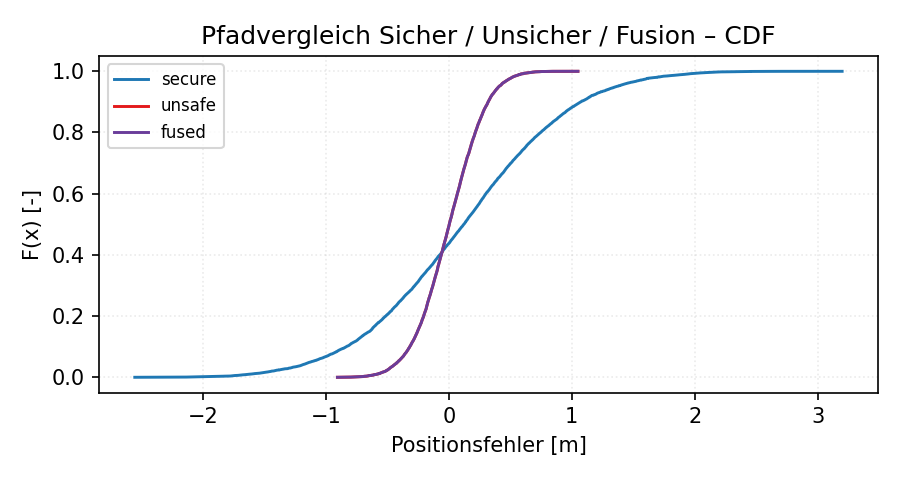 Pfadvergleich Sicher / Unsicher / Fusion – CDF
secure
unsafe
fused
F(x) [-]
1.0
0.8
0.6
0.4
0.2
0.0
−2
−1
0
1
2
3
Positionsfehler [m]